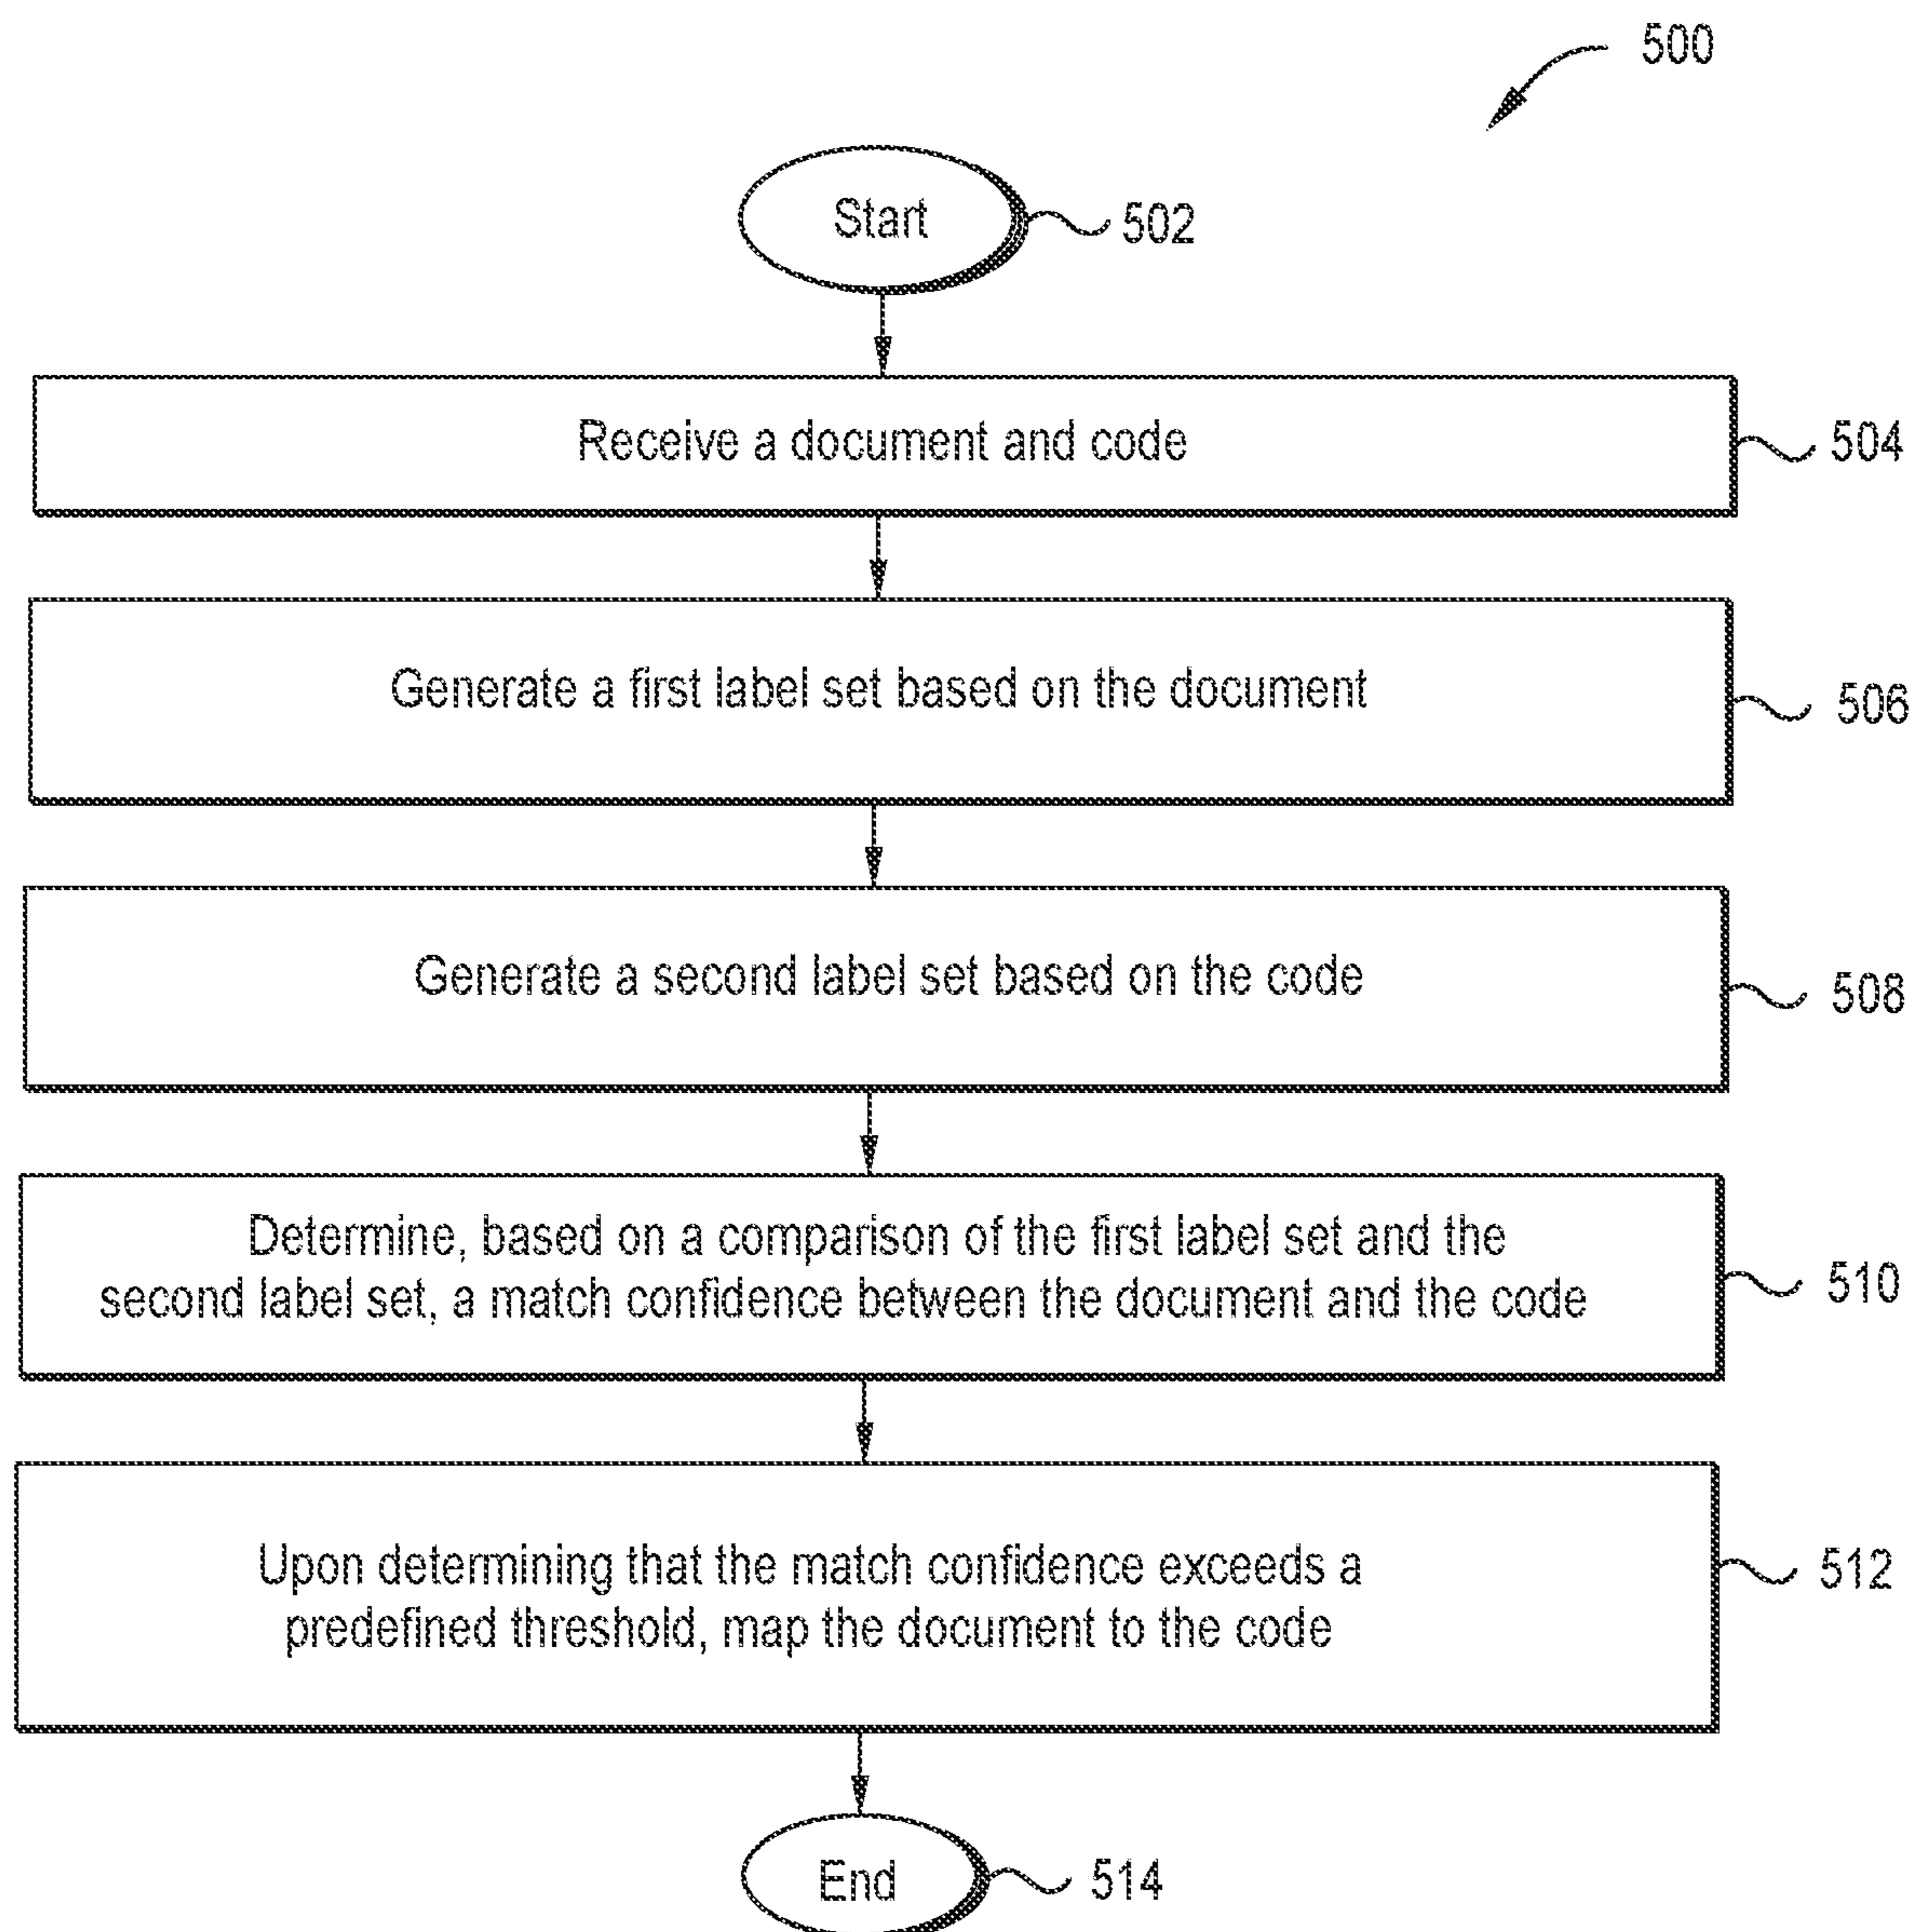 500
Start
502
Receive a document and code
504
Generate a first label set based on the document
506
Generate a second label set based on the code
508
Determine, based on a comparison of the first label set and the
second label set, a match confidence between the document and the code
510
Upon determining that the match confidence exceeds a
predefined threshold, map the document to the code
512
End
514